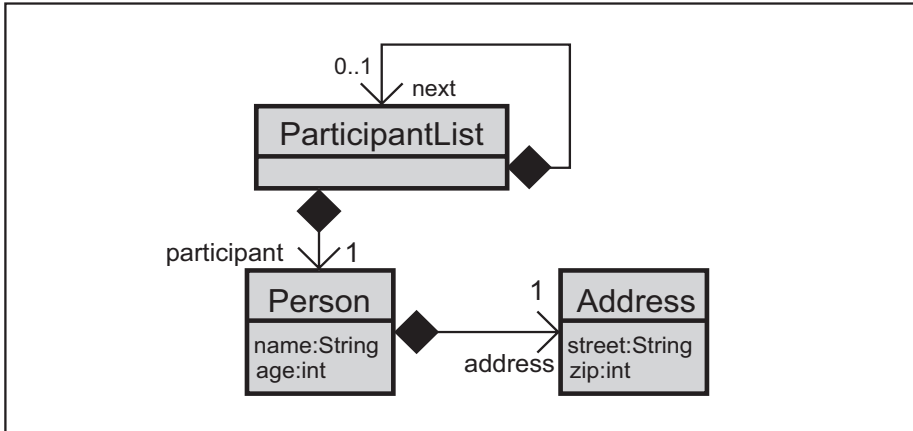 0..1
next
ParticipantList
participant 1
Person
name:String
age:int
1
address
Address
street:String
zip:int